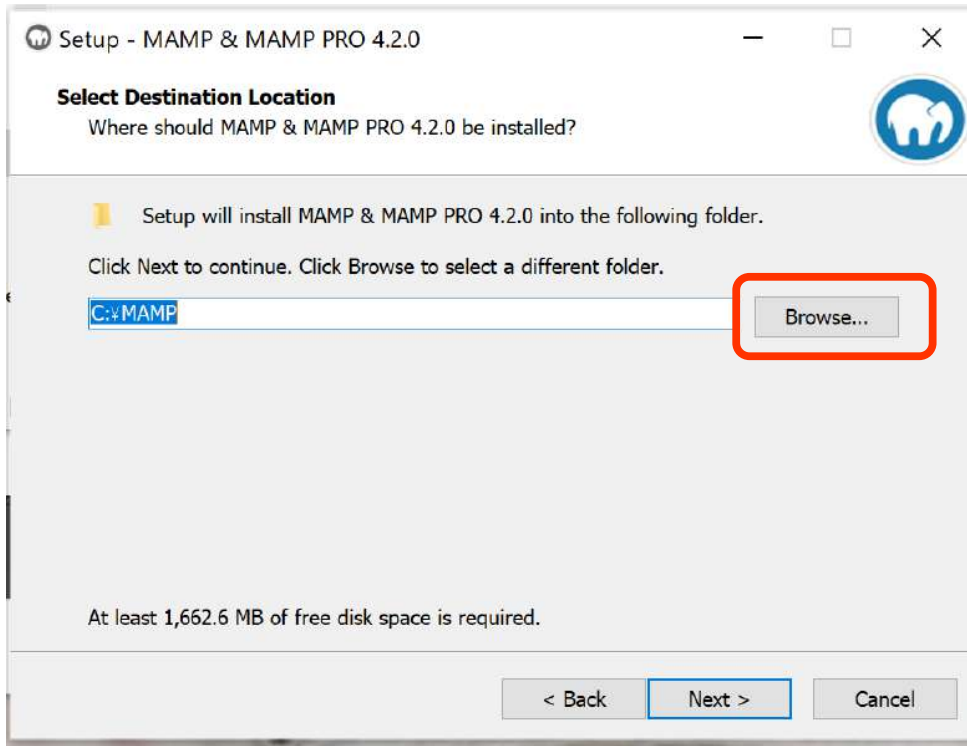 Setup - MAMP & MAMP PRO 4.2.0
Select Destination Location
Where should MAMP & MAMP PRO 4.2.0 be installed?
Setup will install MAMP & MAMP PRO 4.2.0 into the following folder.
Click Next to continue. Click Browse to select a different folder.
C:¥MAMP
Browse...
At least 1,662.6 MB of free disk space is required.
< Back
Next >
Cancel